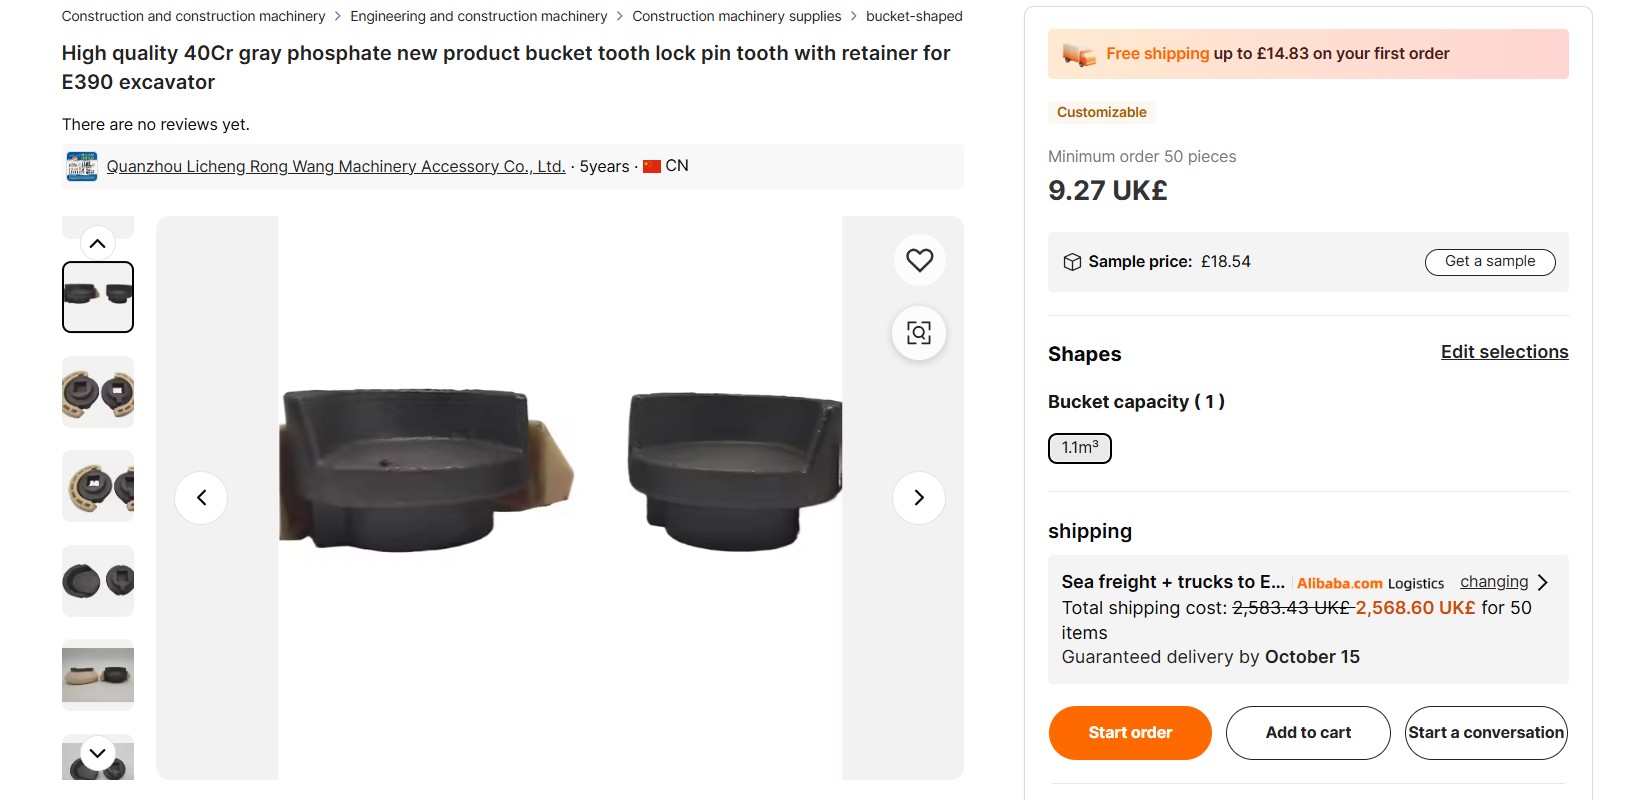 Construction and construction machinery > Engineering and construction machinery > Construction machinery supplies > bucket-shaped
High quality 40Cr gray phosphate new product bucket tooth lock pin tooth with retainer for
E390 excavator
There are no reviews yet.
Quanzhou Licheng Rong Wang Machinery Accessory Co., Ltd. · 5years · CN
Free shipping up to £14.83 on your first order
Customizable
Minimum order 50 pieces
9.27 UK£
Sample price: £18.54
Get a sample
Shapes
Edit selections
Bucket capacity ( 1 )
1.1m³
shipping
Sea freight + trucks to E... Alibaba.com Logistics changing
Total shipping cost: 2,583.43 UK£ 2,568.60 UK£ for 50
items
Guaranteed delivery by October 15
Start order
Add to cart
Start a conversation